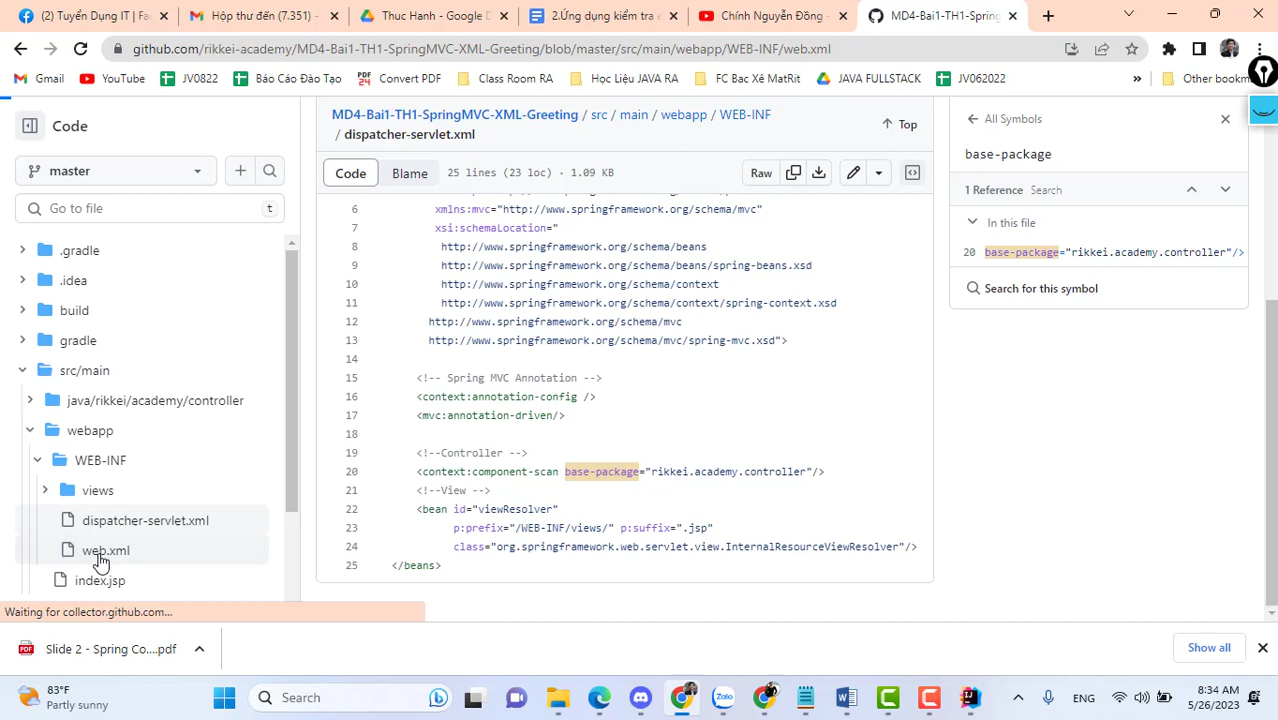 (2) Tuyển Dụng IT | Fac
Hộp thư đến (7.351) -
Thuc Hanh - Google D
2.Ứng dụng kiểm tra e
Chính Nguyễn Đông -
MD4-Bai1-TH1-Spring
github.com/rikkei-academy/MD4-Bai1-TH1-SpringMVC-XML-Greeting/blob/master/src/main/webapp/WEB-INF/web.xml
Gmail
YouTube
JV0822
Báo Cáo Đào Tạo
PDF 24 Convert PDF
Class Room RA
Học Liệu JAVA RA
FC Bac Xé MatRit
JAVA FULLSTACK
JV062022
»
Other bookm
Code
master
Go to file
t
.gradle
.idea
build
gradle
src/main
java/rikkei/academy/controller
webapp
WEB-INF
views
dispatcher-servlet.xml
web.xml
index.jsp
Waiting for collector.github.com...
MD4-Bai1-TH1-SpringMVC-XML-Greeting / src / main / webapp / WEB-INF
/ dispatcher-servlet.xml
Top
Code
Blame
25 lines (23 loc) · 1.09 KB
Raw
6 xmlns:mvc="http://www.springframework.org/schema/mvc"
7 xsi:schemaLocation="
8 http://www.springframework.org/schema/beans
9 http://www.springframework.org/schema/beans/spring-beans.xsd
10 http://www.springframework.org/schema/context
11 http://www.springframework.org/schema/context/spring-context.xsd
12 http://www.springframework.org/schema/mvc
13 http://www.springframework.org/schema/mvc/spring-mvc.xsd">
14
15 <!-- Spring MVC Annotation -->
16 <context:annotation-config />
17 <mvc:annotation-driven/>
18
19 <!--Controller -->
20 <context:component-scan base-package="rikkei.academy.controller"/>
21 <!--View -->
22 <bean id="viewResolver"
23 p:prefix="/WEB-INF/views/" p:suffix=".jsp"
24 class="org.springframework.web.servlet.view.InternalResourceViewResolver"/>
25 </beans>
All Symbols
base-package
1 Reference Search
In this file
20 base-package="rikkei.academy.controller"/>
Search for this symbol
Slide 2 - Spring Co....pdf
Show all
83°F
Partly sunny
Search
ENG
8:34 AM
5/26/2023